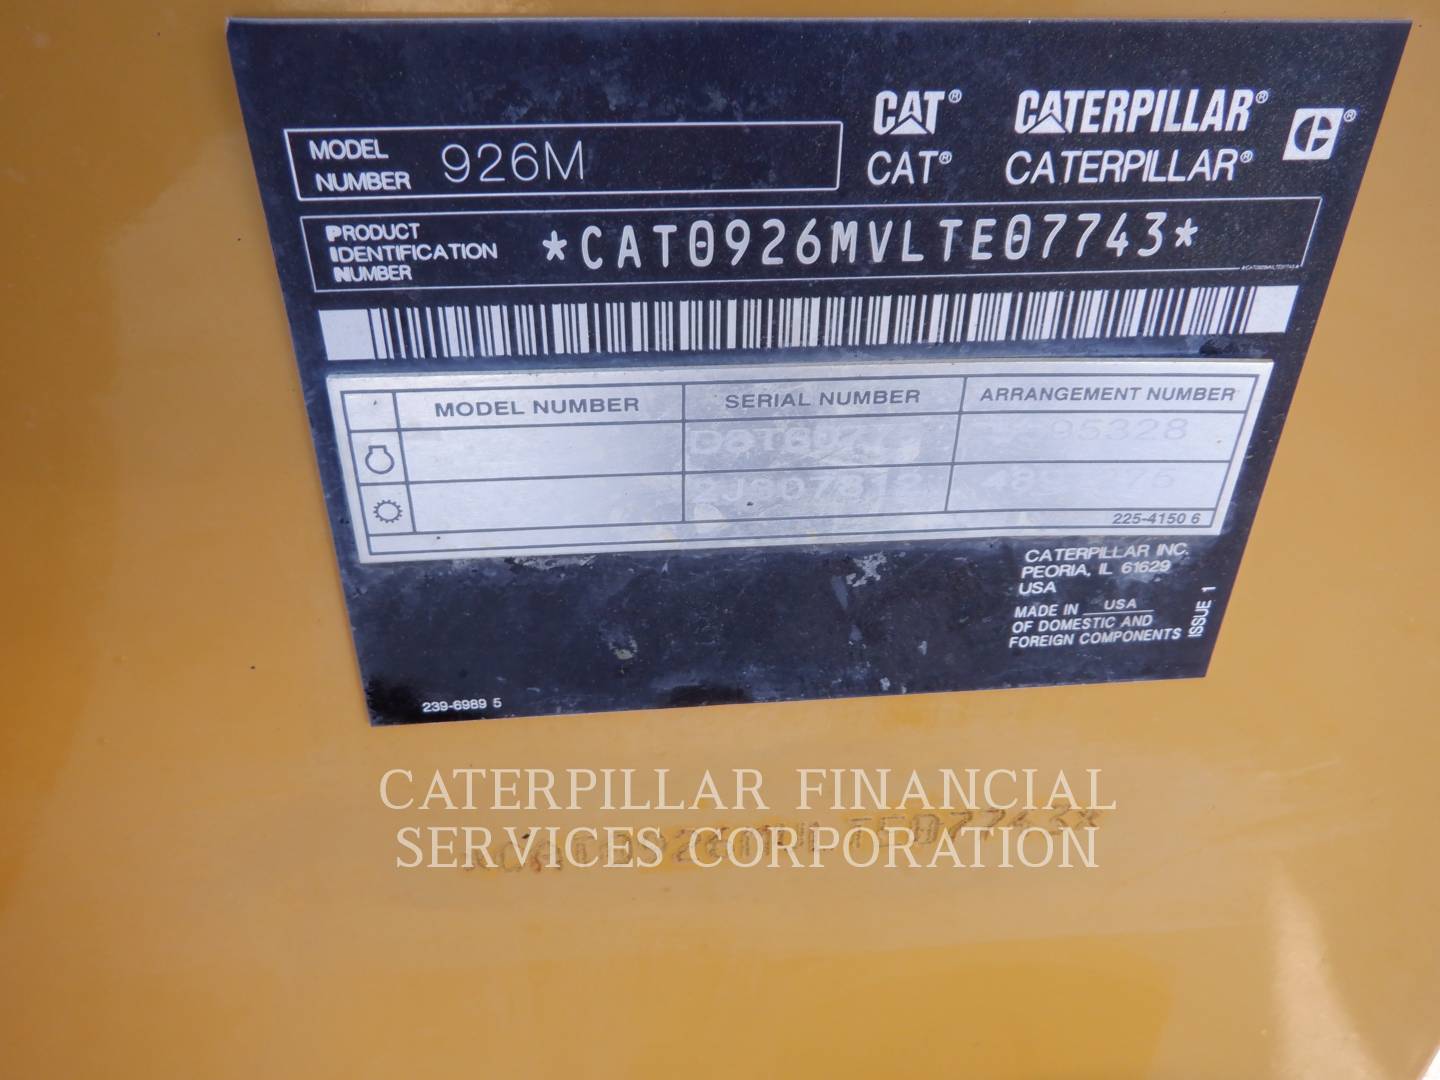 CAT® CATERPILLAR®
CAT® CATERPILLAR®
MODEL NUMBER 926M
PRODUCT IDENTIFICATION NUMBER *CAT0926MVLTE07743*
MODEL NUMBER SERIAL NUMBER ARRANGEMENT NUMBER
225-4150 6
CATERPILLAR INC.
PEORIA, IL 61629
USA
MADE IN USA
OF DOMESTIC AND
FOREIGN COMPONENTS
ISSUE 1
239-6989 5
CATERPILLAR FINANCIAL
SERVICES CORPORATION
*CAT0926MVLTE07743*